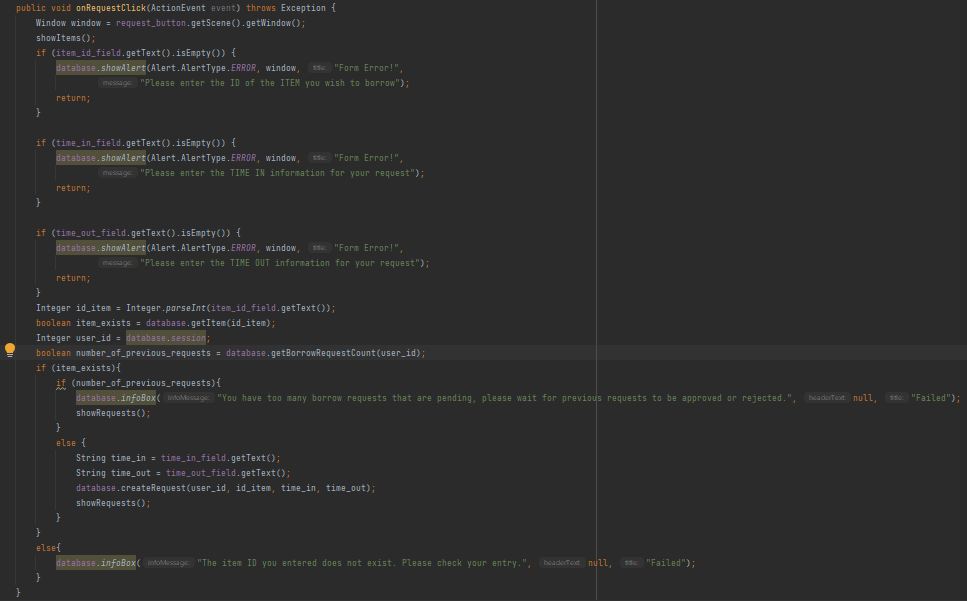 public void onRequestClick(ActionEvent event) throws Exception {
Window window = request_button.getScene().getWindow();
showItems();
if (item_id_field.getText().isEmpty()) {
database.showAlert(Alert.AlertType.ERROR, window, title: "Form Error!",
message: "Please enter the ID of the ITEM you wish to borrow");
return;
}
if (time_in_field.getText().isEmpty()) {
database.showAlert(Alert.AlertType.ERROR, window, title: "Form Error!",
message: "Please enter the TIME IN information for your request");
return;
}
if (time_out_field.getText().isEmpty()) {
database.showAlert(Alert.AlertType.ERROR, window, title: "Form Error!",
message: "Please enter the TIME OUT information for your request");
return;
}
Integer id_item = Integer.parseInt(item_id_field.getText());
boolean item_exists = database.getItem(id_item);
Integer user_id = database.session;
boolean number_of_previous_requests = database.getBorrowRequestCount(user_id);
if (item_exists){
if (number_of_previous_requests){
database.infoBox( infoMessage: "You have too many borrow requests that are pending, please wait for previous requests to be approved or rejected.", headerText: null, title: "Failed");
showRequests();
}
else {
String time_in = time_in_field.getText();
String time_out = time_out_field.getText();
database.createRequest(user_id, id_item, time_in, time_out);
showRequests();
}
}
else{
database.infoBox( infoMessage: "The item ID you entered does not exist. Please check your entry.", headerText: null, title: "Failed");
}
}